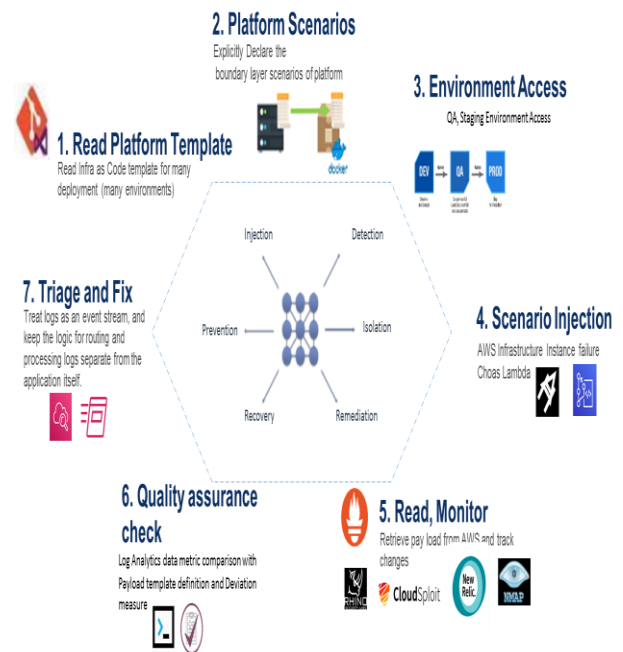 2. Platform Scenarios
Explicitly Declare the
boundary layer scenarios of platform
docker
3. Environment Access
QA, Staging Environment Access
DEV
QA
PROD
1. Read Platform Template
Read Infra as Code template for many
deployment (many environments)
Injection
Detection
Prevention
Isolation
Recovery
Remediation
7. Triage and Fix
Treat logs as an event stream, and
keep the logic for routing and
processing logs separate from the
application itself.
4. Scenario Injection
AWS Infrastructure Instance failure
Choas Lambda
6. Quality assurance
check
Log Analytics data metric comparison with
Payload template definition and Deviation
measure
5. Read, Monitor
Retrieve pay load from AWS and track
changes
RHINO
CloudSploit
New
Relic.
NMAP